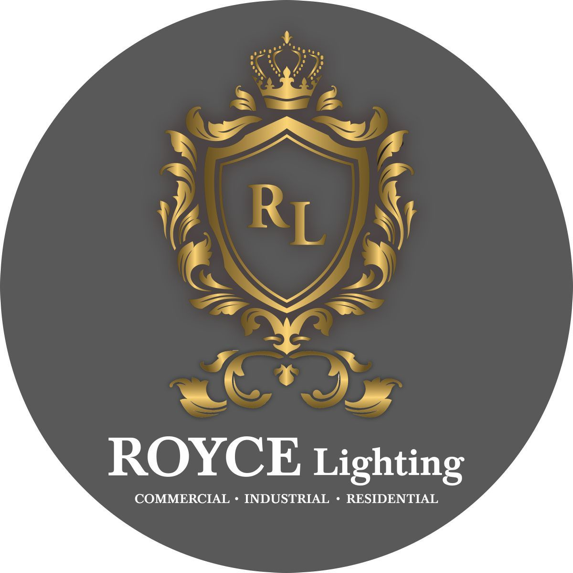 RL
ROYCE Lighting
COMMERCIAL • INDUSTRIAL • RESIDENTIAL